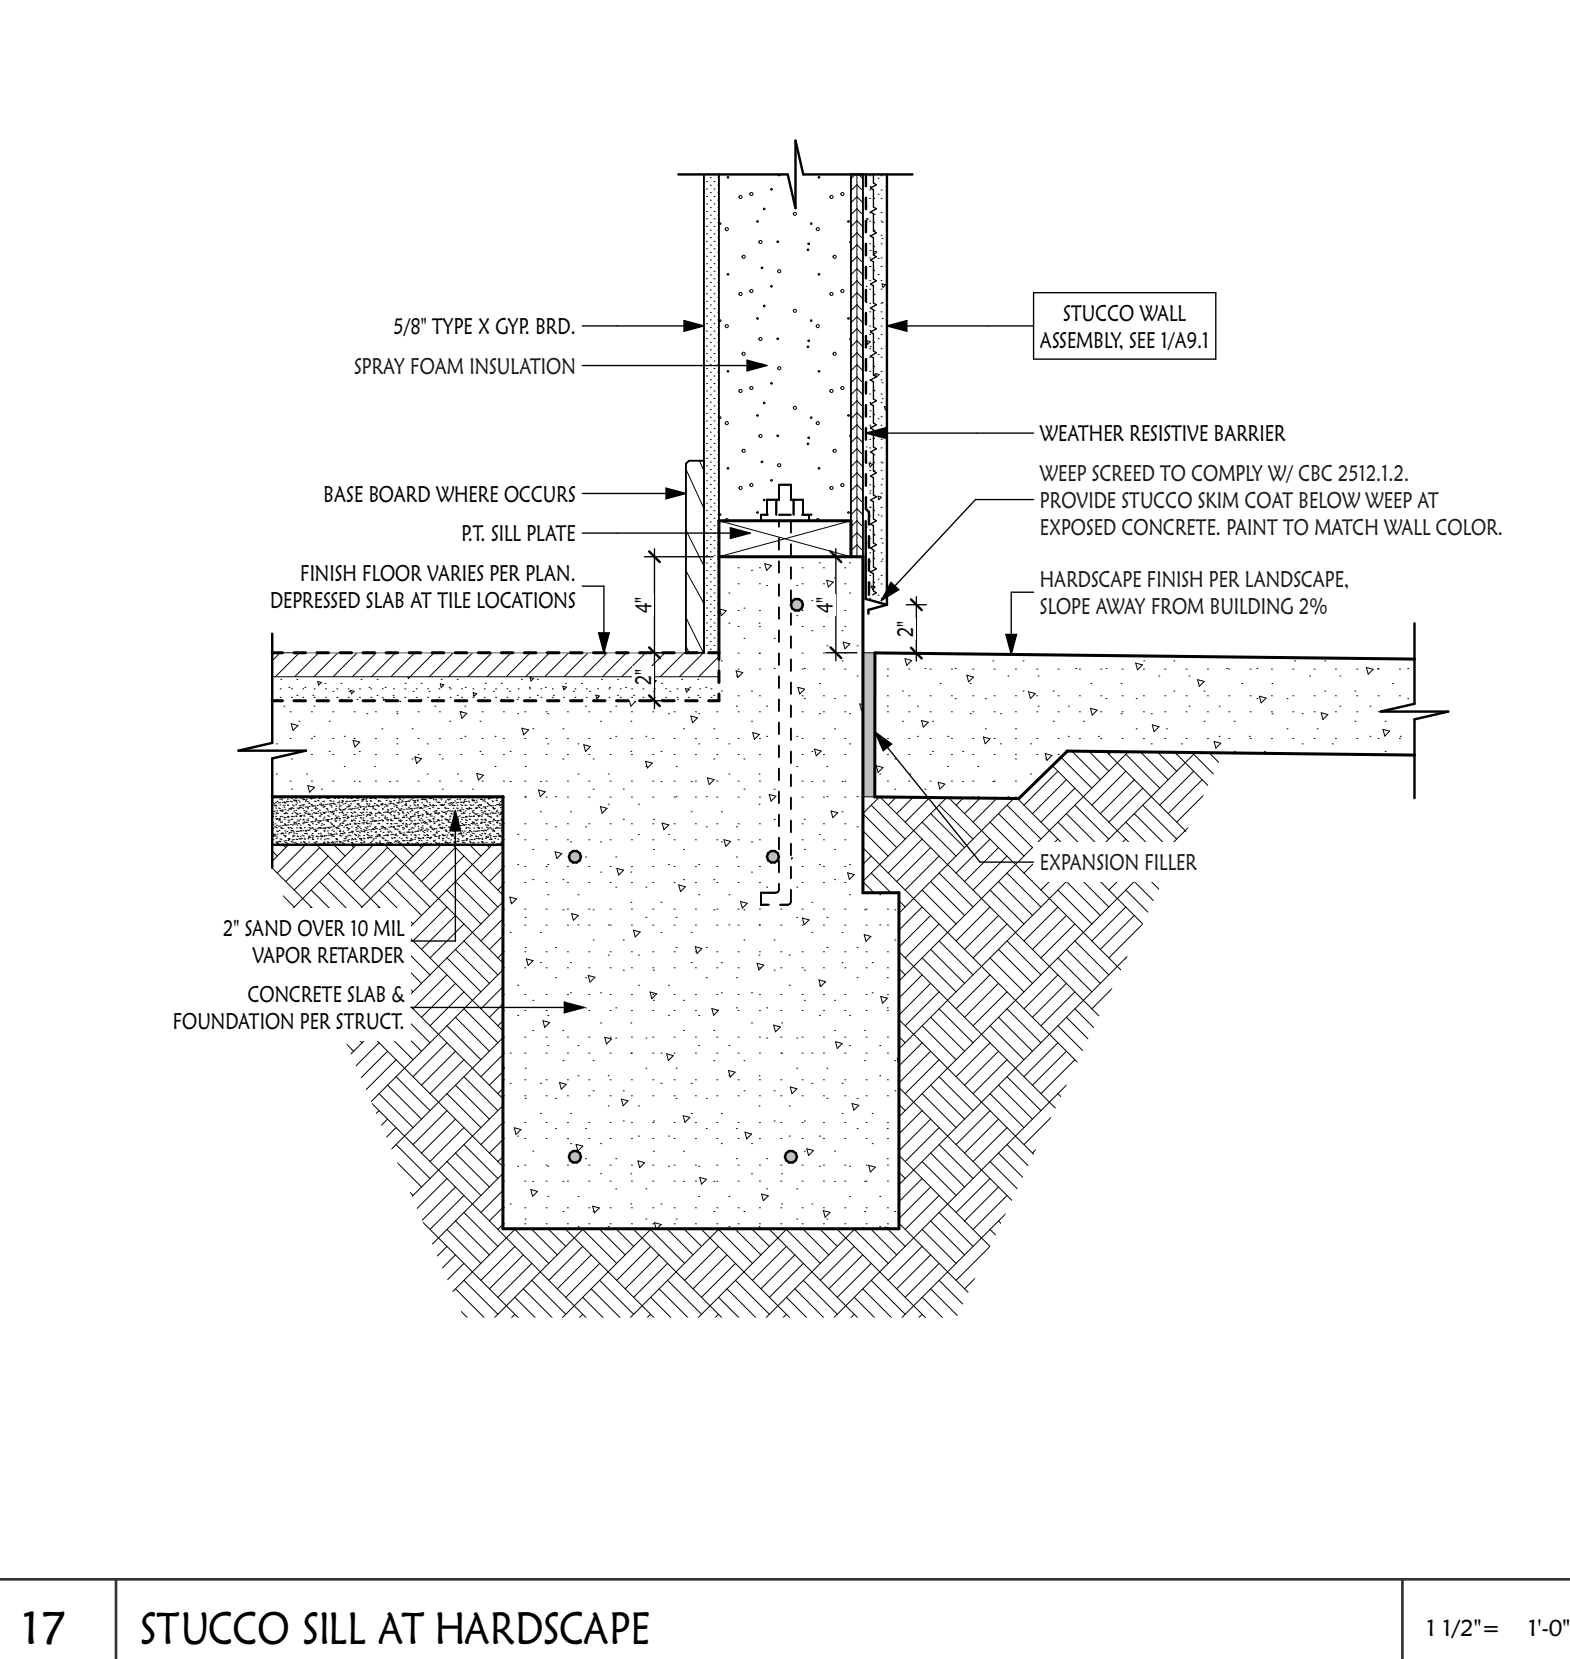 5/8" TYPE X GYP. BRD.
SPRAY FOAM INSULATION
BASE BOARD WHERE OCCURS
P.T. SILL PLATE
FINISH FLOOR VARIES PER PLAN.
DEPRESSED SLAB AT TILE LOCATIONS
4"
2"
4"
2"
STUCCO WALL
ASSEMBLY, SEE 1/A9.1
WEATHER RESISTIVE BARRIER
WEEP SCREED TO COMPLY W/ CBC 2512.1.2.
PROVIDE STUCCO SKIM COAT BELOW WEEP AT
EXPOSED CONCRETE. PAINT TO MATCH WALL COLOR.
HARDSCAPE FINISH PER LANDSCAPE,
SLOPE AWAY FROM BUILDING 2%
EXPANSION FILLER
2" SAND OVER 10 MIL
VAPOR RETARDER
CONCRETE SLAB &
FOUNDATION PER STRUCT.
17
STUCCO SILL AT HARDSCAPE
1 1/2" = 1'-0"